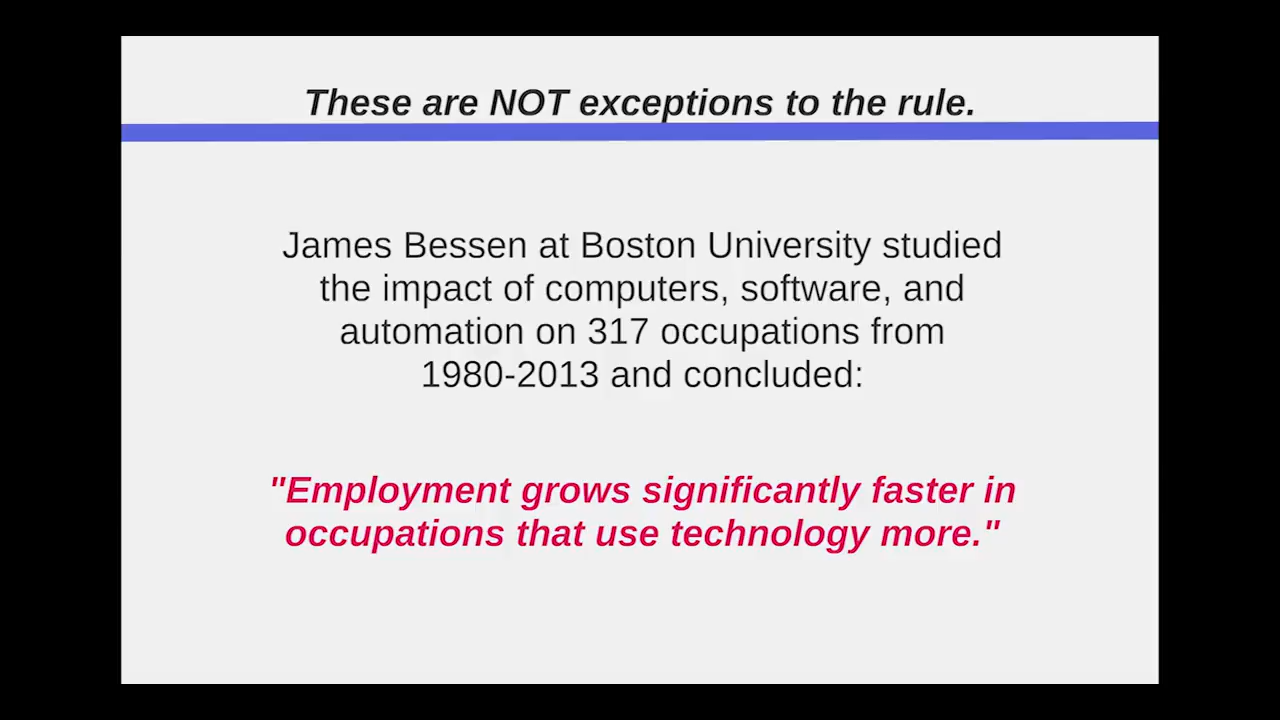 These are NOT exceptions to the rule.
James Bessen at Boston University studied
the impact of computers, software, and
automation on 317 occupations from
1980-2013 and concluded:
"Employment grows significantly faster in
occupations that use technology more."